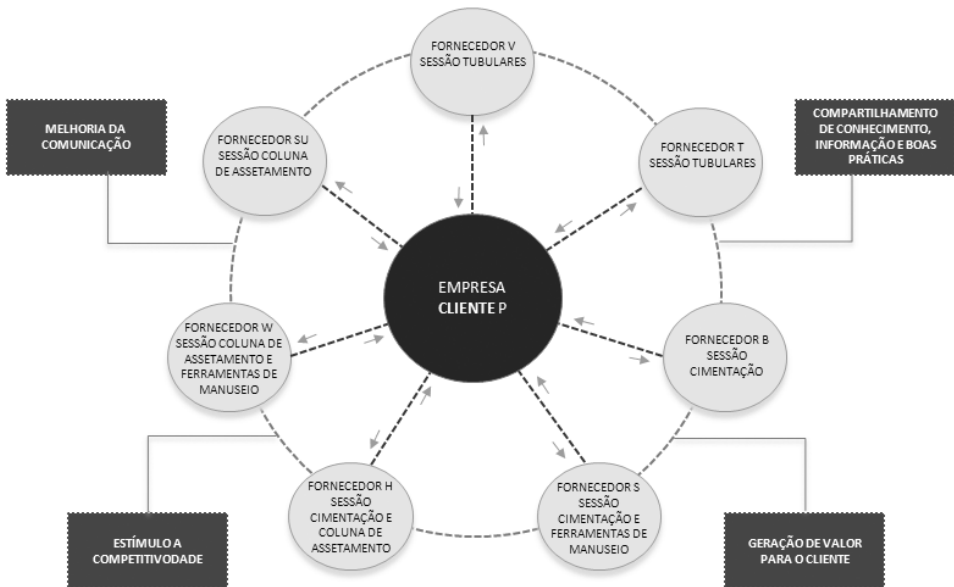 FORNECEDOR V
SESSÃO TUBULARES
MELHORIA DA
COMUNICAÇÃO
COMPARTILHAMENTO
DE CONHECIMENTO,
INFORMAÇÃO E BOAS
PRÁTICAS
FORNECEDOR SU
SESSÃO COLUNA
DE ASSETAMENTO
FORNECEDOR T
SESSÃO TUBULARES
EMPRESA
CLIENTE P
FORNECEDOR W
SESSÃO COLUNA DE
ASSETAMENTO E
FERRAMENTAS DE
MANUSEIO
FORNECEDOR B
SESSÃO
CIMENTAÇÃO
FORNECEDOR H
SESSÃO
CIMENTAÇÃO E
COLUNA DE
ASSETAMENTO
FORNECEDOR S
SESSÃO
CIMENTAÇÃO E
FERRAMENTAS DE
MANUSEIO
ESTÍMULO A
COMPETITIVODADE
GERAÇÃO DE VALOR
PARA O CLIENTE